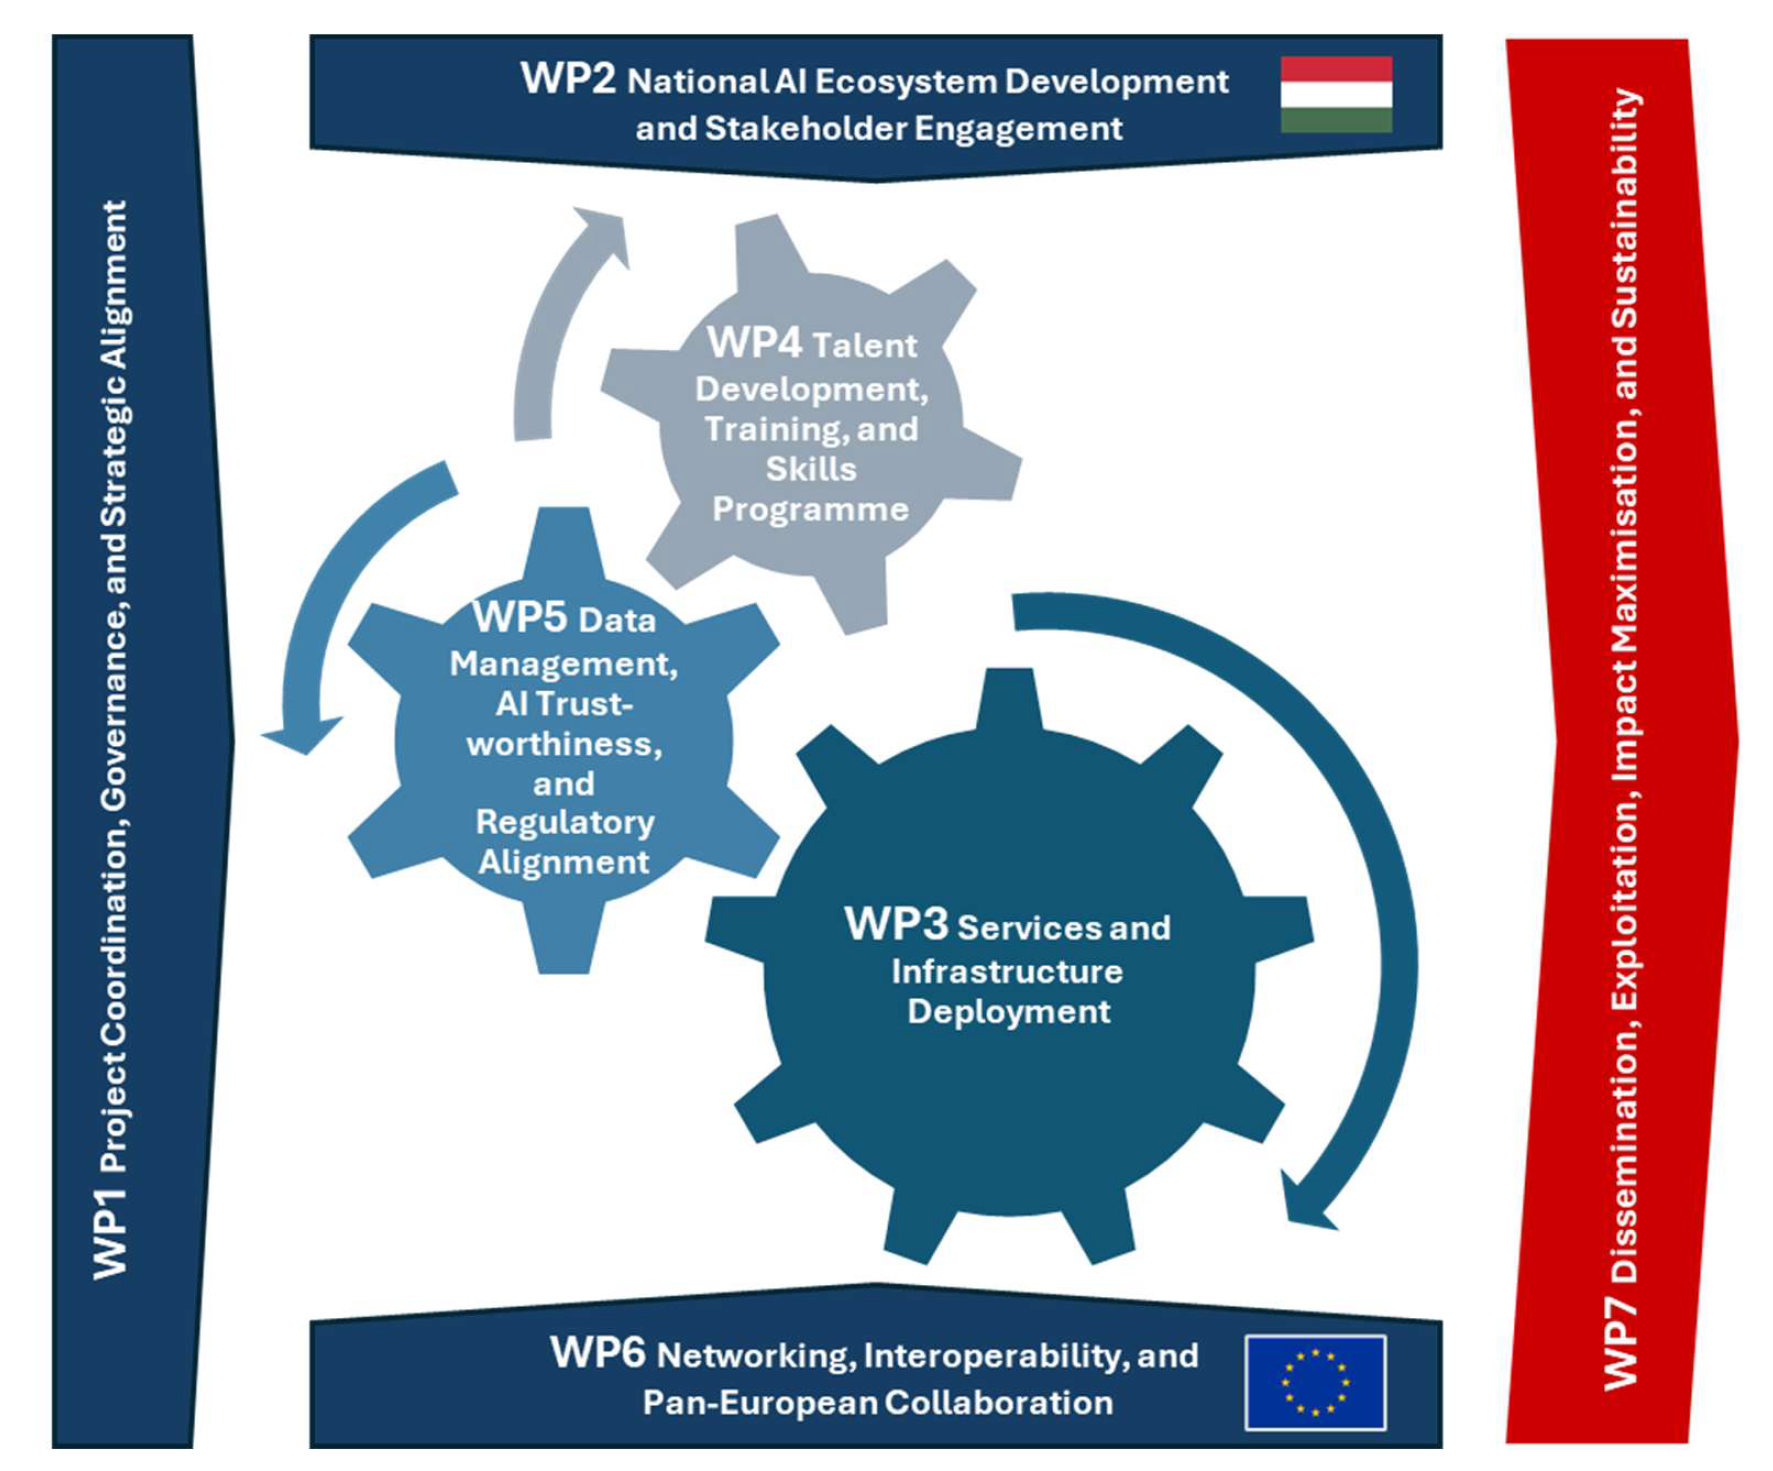 WP1 Project Coordination, Governance, and Strategic Alignment
WP2 National AI Ecosystem Development
and Stakeholder Engagement
WP4 Talent
Development,
Training, and
Skills
Programme
WP5 Data
Management,
AI Trust-
worthiness,
and
Regulatory
Alignment
WP3 Services and
Infrastructure
Deployment
WP6 Networking, Interoperability, and
Pan-European Collaboration
WP7 Dissemination, Exploitation, Impact Maximisation, and Sustainability